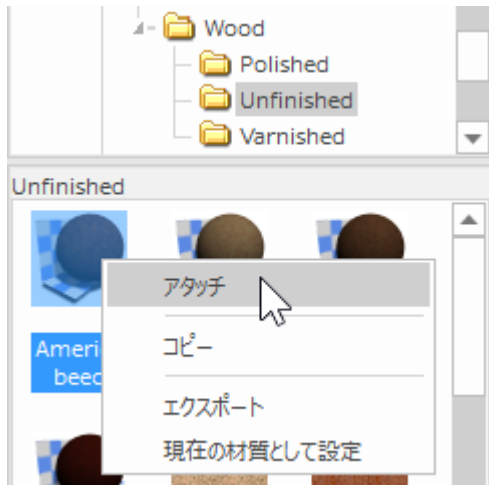 Wood
Polished
Unfinished
Varnished
Unfinished
アタッチ
コピー
Ameri
beec
エクスポート
現在の材質として設定